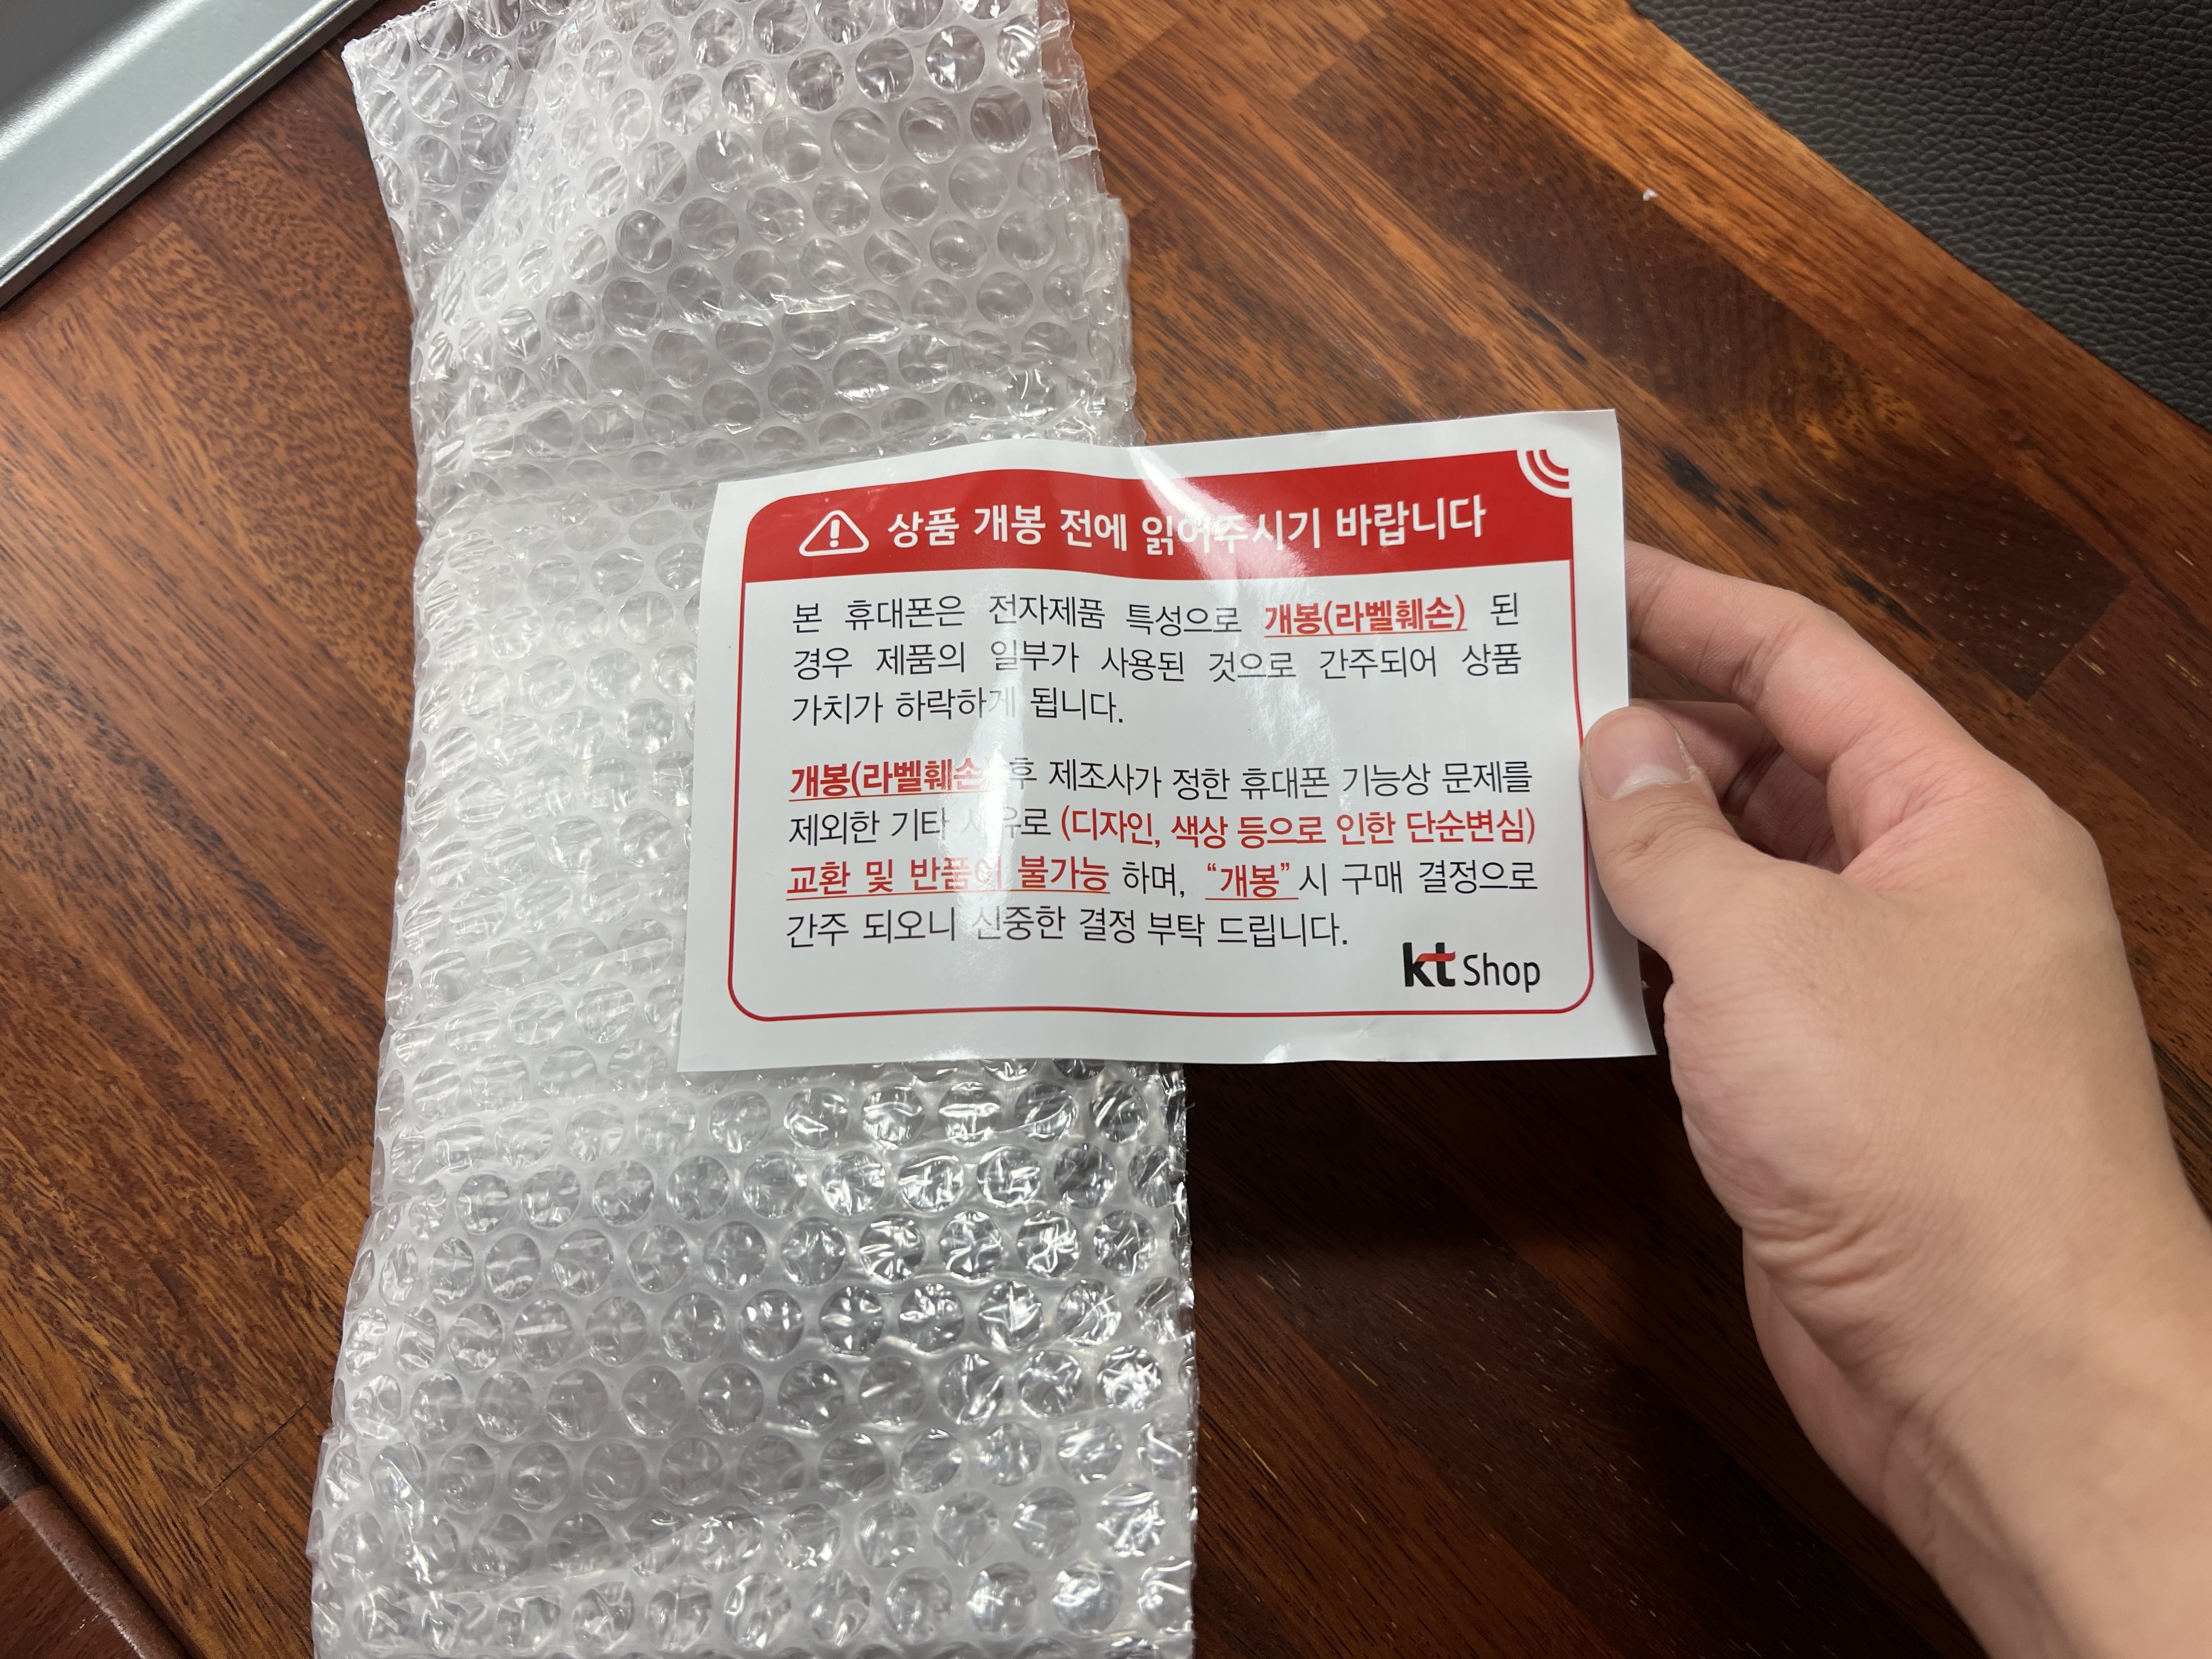 상품 개봉 전에 읽어주시기 바랍니다
본 휴대폰은 전자제품 특성으로 개봉(라벨훼손) 된
경우 제품의 일부가 사용된 것으로 간주되어 상품
가치가 하락하게 됩니다.
개봉(라벨훼손) 후 제조사가 정한 휴대폰 기능상 문제를
제외한 기타 사유로 (디자인, 색상 등으로 인한 단순변심)
교환 및 반품이 불가능 하며, “개봉” 시 구매 결정으로
간주 되오니 신중한 결정 부탁 드립니다.
kt Shop